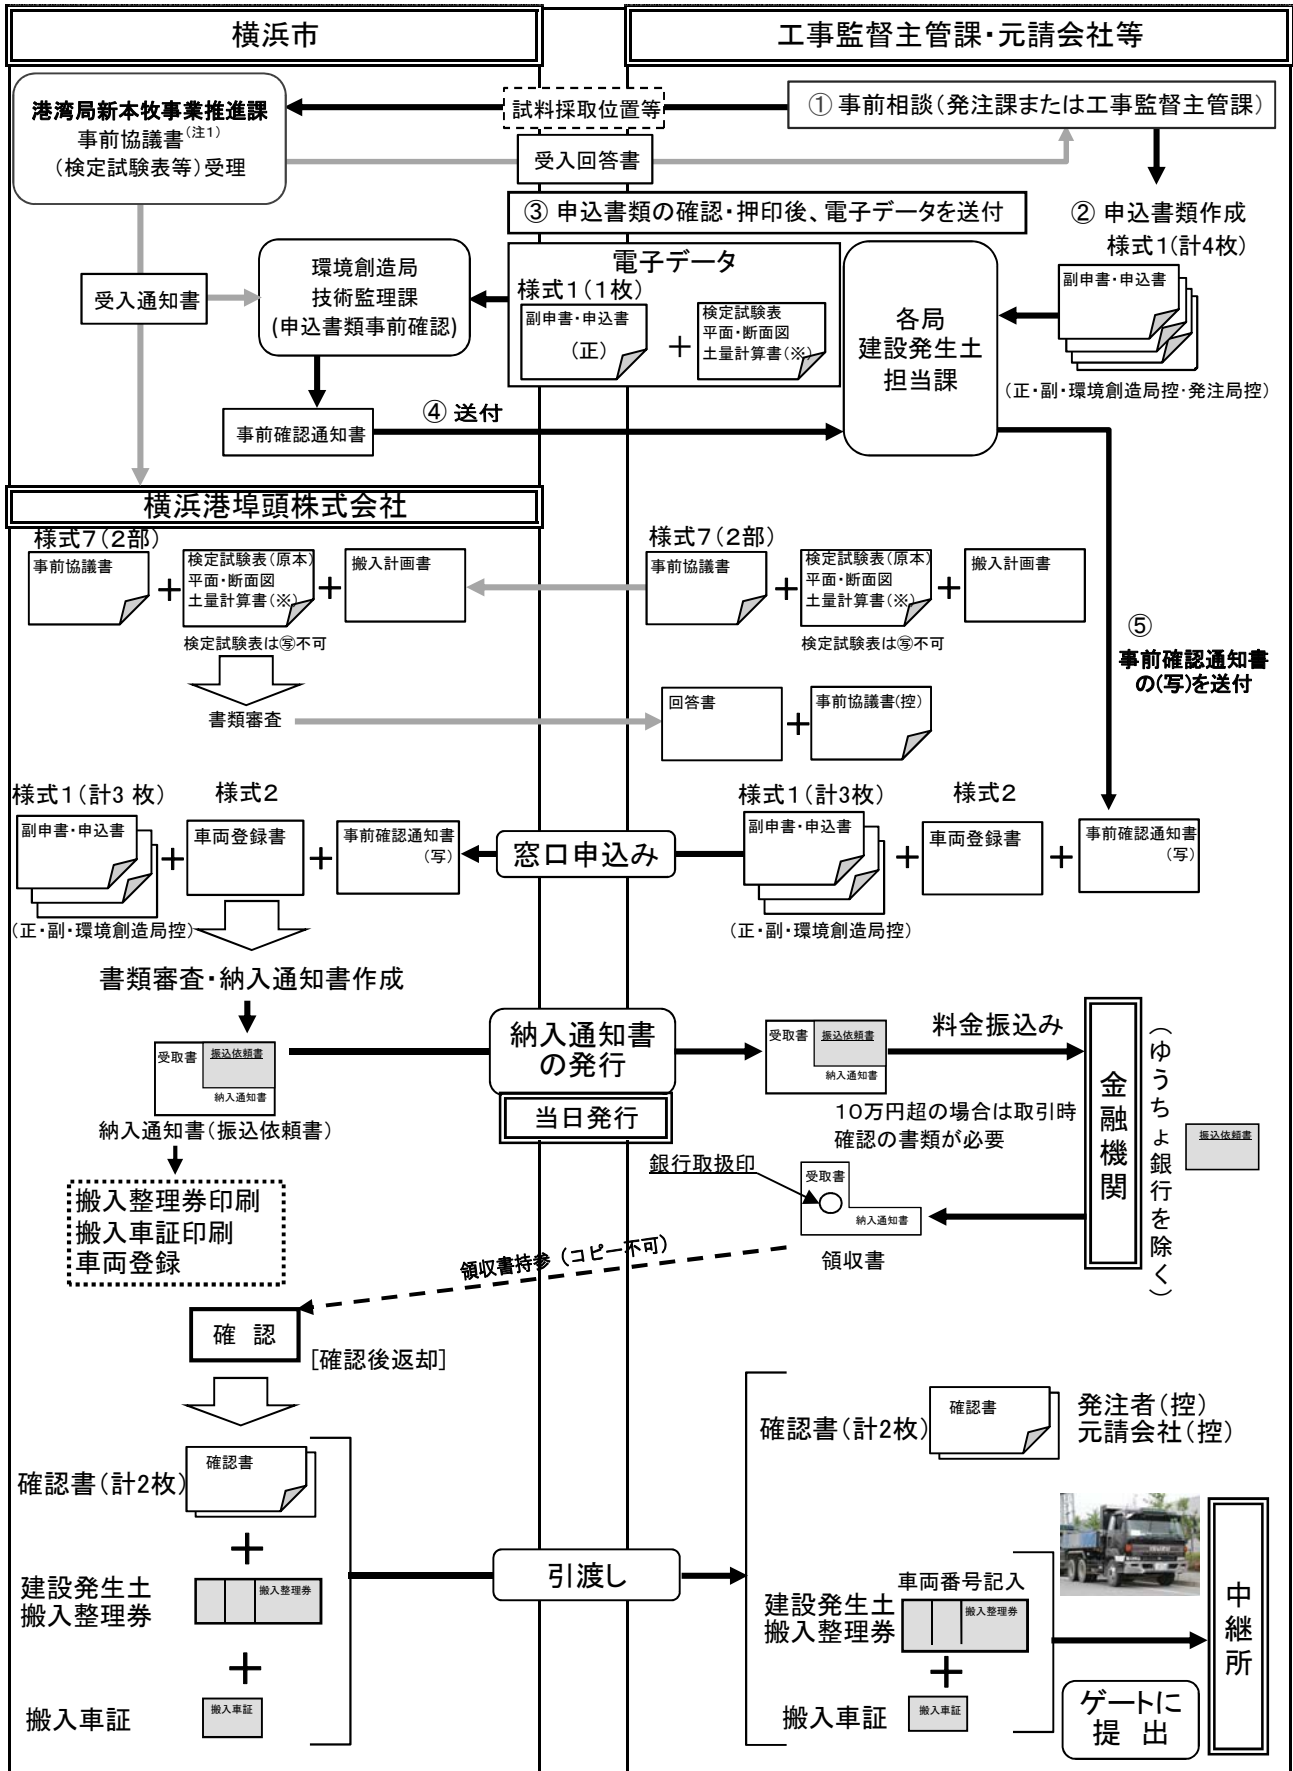 横浜市
工事監督主管課・元請会社等
港湾局新本牧事業推進課
事前協議書(注1)
(検定試験表等)受理
試料採取位置等
① 事前相談(発注課または工事監督主管課)
受入回答書
③ 申込書類の確認・押印後、電子データを送付
② 申込書類作成
様式1(計4枚)
副申書・申込書
(正・副・環境創造局控・発注局控)
受入通知書
環境創造局
技術監理課
(申込書類事前確認)
電子データ
様式1(1枚)
副申書・申込書
(正)
+
検定試験表
平面・断面図
土量計算書(※)
各局
建設発生土
担当課
④ 送付
事前確認通知書
横浜港埠頭株式会社
様式7(2部)
事前協議書
+
検定試験表(原本)
平面・断面図
土量計算書(※)
+
搬入計画書
検定試験表は㊢不可
様式7(2部)
事前協議書
+
検定試験表(原本)
平面・断面図
土量計算書(※)
+
搬入計画書
検定試験表は㊢不可
⑤
事前確認通知書
の(写)を送付
書類審査
回答書
+
事前協議書(控)
様式1(計3 枚)
様式2
副申書・申込書
+
車両登録書
+
事前確認通知書
(写)
(正・副・環境創造局控)
窓口申込み
様式1(計3枚)
様式2
副申書・申込書
+
車両登録書
+
事前確認通知書
(写)
(正・副・環境創造局控)
書類審査・納入通知書作成
受取書
振込依頼書
納入通知書
納入通知書(振込依頼書)
納入通知書
の発行
当日発行
受取書
振込依頼書
納入通知書
料金振込み
10万円超の場合は取引時
確認の書類が必要
金融機関
(ゆうちょ銀行を除く)
振込依頼書
銀行取扱印
受取書
納入通知書
領収書
搬入整理券印刷
搬入車証印刷
車両登録
領収書持参(コピー不可)
確 認
[確認後返却]
確認書(計2枚)
確認書
+
建設発生土
搬入整理券
搬入整理券
+
搬入車証
搬入車証
引渡し
確認書(計2枚)
確認書
発注者(控)
元請会社(控)
車両番号記入
建設発生土
搬入整理券
搬入整理券
+
搬入車証
搬入車証
ゲートに
提 出
中継所